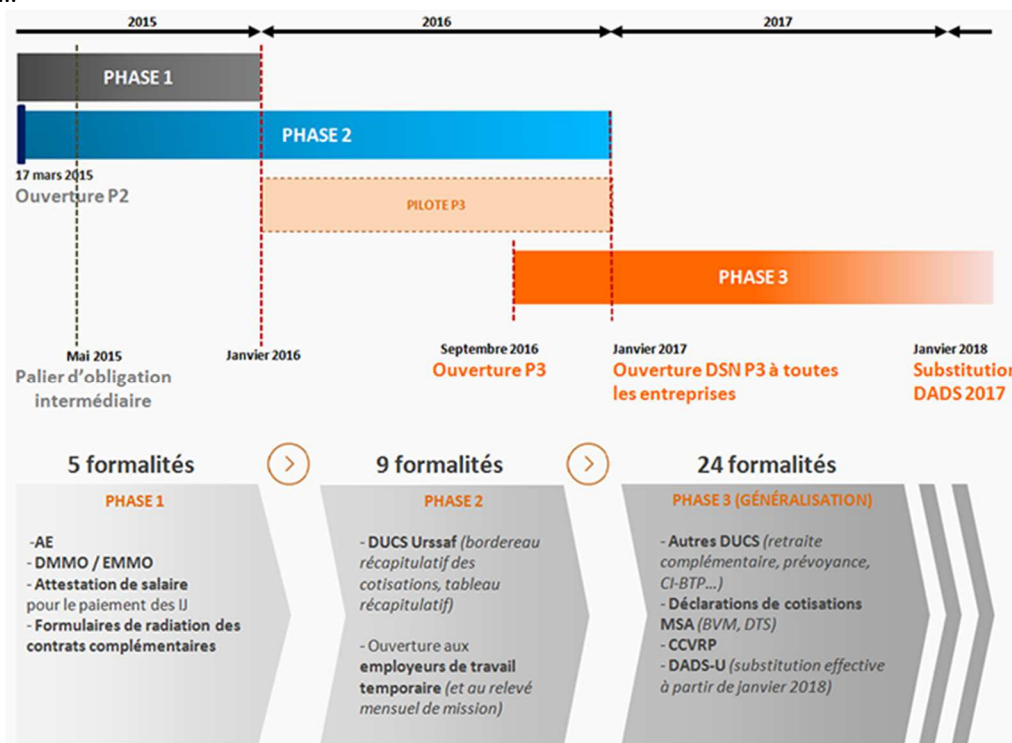 ...
2015
2016
2017
PHASE 1
PHASE 2
17 mars 2015
Ouverture P2
PILOTE P3
PHASE 3
Mai 2015
Palier d'obligation
intermédiaire
Janvier 2016
Septembre 2016
Ouverture P3
Janvier 2017
Ouverture DSN P3 à toutes
les entreprises
Janvier 2018
Substitution
DADS 2017
5 formalités
9 formalités
24 formalités
PHASE 1
-AE
- DMMO / EMMO
- Attestation de salaire
pour le paiement des IJ
- Formulaires de radiation des
contrats complémentaires
PHASE 2
- DUCS Urssaf (bordereau
récapitulatif des
cotisations, tableau
récapitulatif)
- Ouverture aux
employeurs de travail
temporaire (et au relevé
mensuel de mission)
PHASE 3 (GÉNÉRALISATION)
- Autres DUCS (retraite
complémentaire, prévoyance,
CI-BTP...)
- Déclarations de cotisations
MSA (BVM, DTS)
- CCVRP
- DADS-U (substitution effective
à partir de janvier 2018)